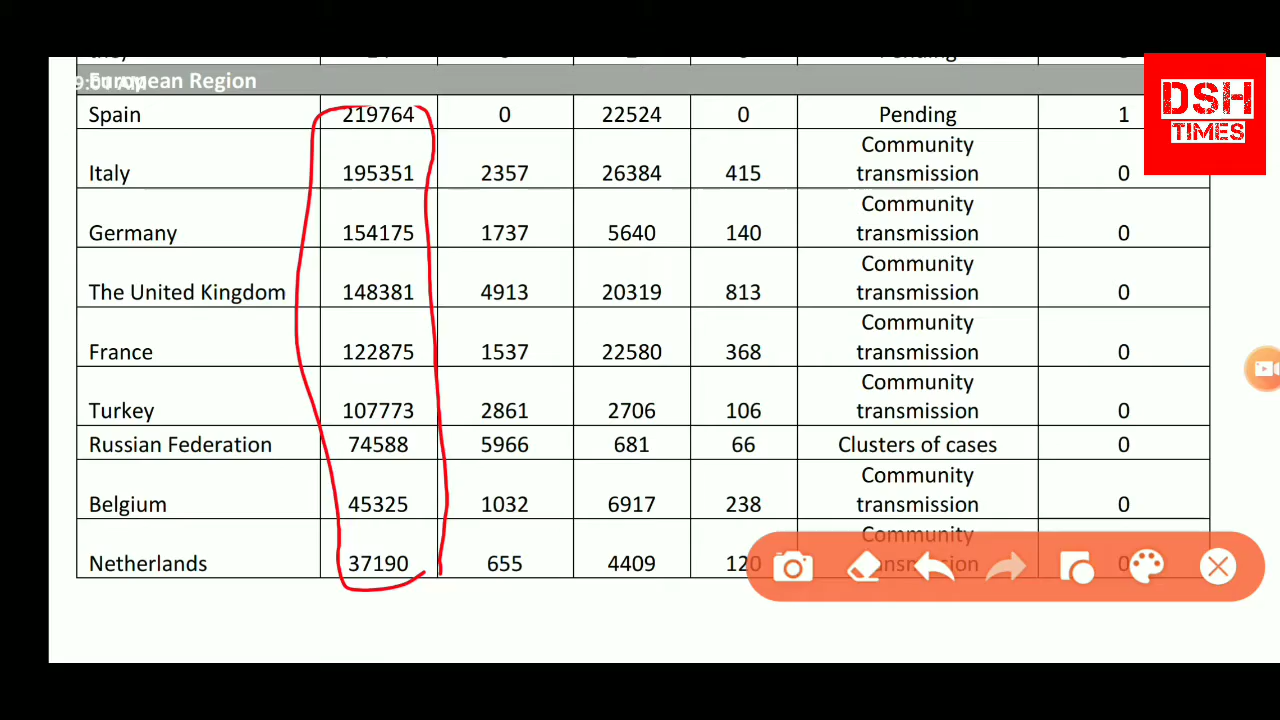 European Region
Spain 219764 0 22524 0 Pending 1
DSH
TIMES
Community
Italy 195351 2357 26384 415 transmission 0
Community
Germany 154175 1737 5640 140 transmission 0
Community
The United Kingdom 148381 4913 20319 813 transmission 0
Community
France 122875 1537 22580 368 transmission 0
Community
Turkey 107773 2861 2706 106 transmission 0
Russian Federation 74588 5966 681 66 Clusters of cases 0
Community
Belgium 45325 1032 6917 238 transmission 0
Community
Netherlands 37190 655 4409 120 transmission 0